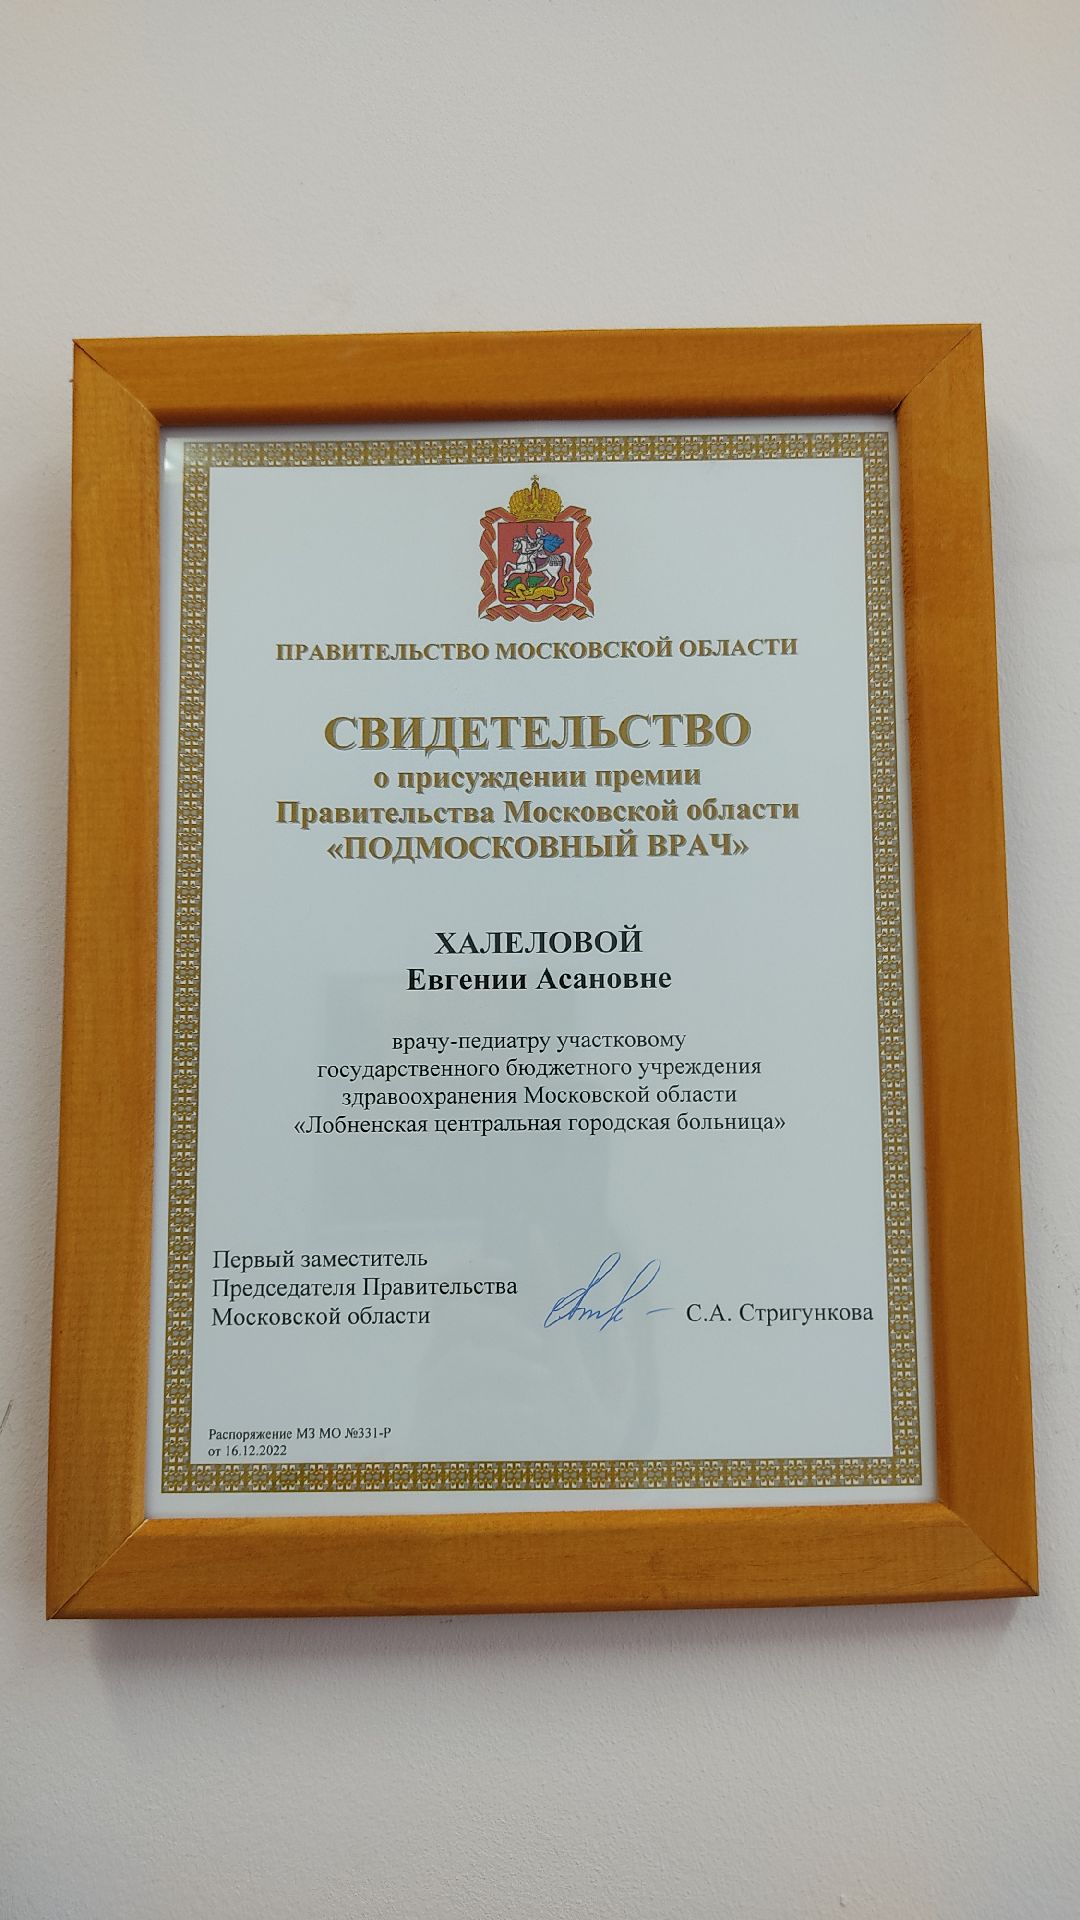 ПРАВИТЕЛЬСТВО МОСКОВСКОЙ ОБЛАСТИ
СВИДЕТЕЛЬСТВО
о присуждении премии
Правительства Московской области
«ПОДМОСКОВНЫЙ ВРАЧ»
ХАЛЕЛОВОЙ
Евгении Асановне
врачу-педиатру участковому
государственного бюджетного учреждения
здравоохранения Московской области
«Лобненская центральная городская больница»
Первый заместитель
Председателя Правительства
Московской области
С.А. Стригункова
Распоряжение МЗ МО №331-Р
от 16.12.2022